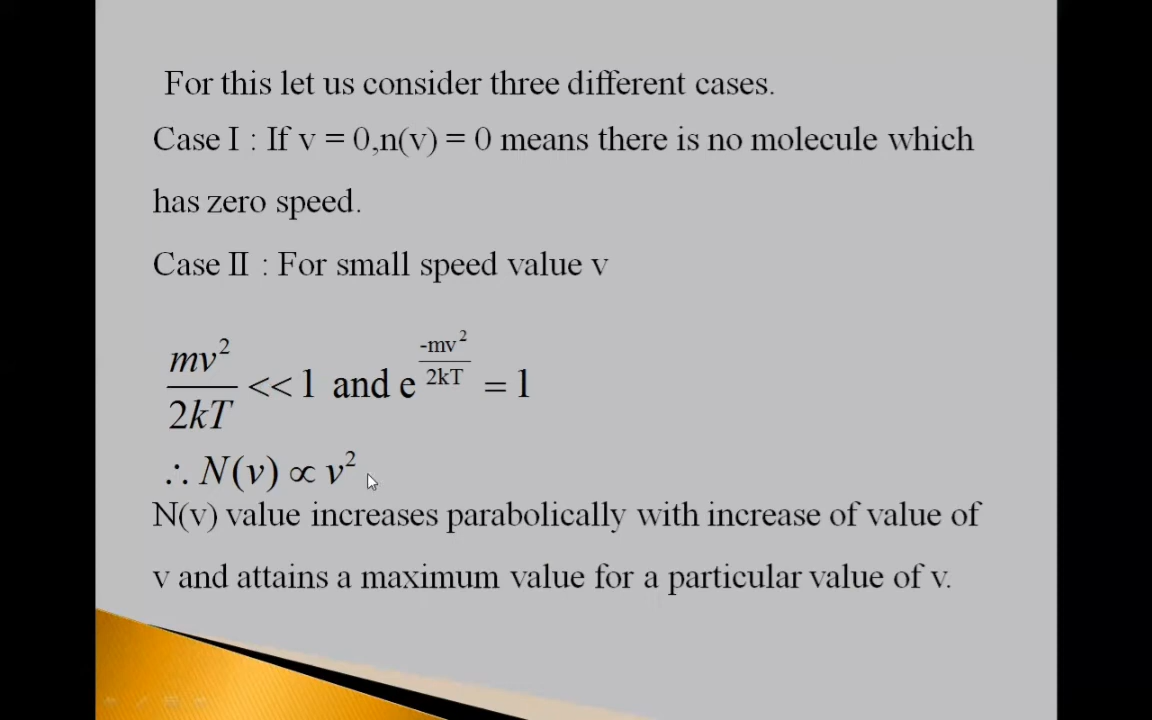 For this let us consider three different cases.
Case I : If v = 0,n(v) = 0 means there is no molecule which
has zero speed.
Case II : For small speed value v
mv²/2kT << 1 and e^(-mv²/2kT) = 1
∴ N(v) ∝ v²
N(v) value increases parabolically with increase of value of
v and attains a maximum value for a particular value of v.